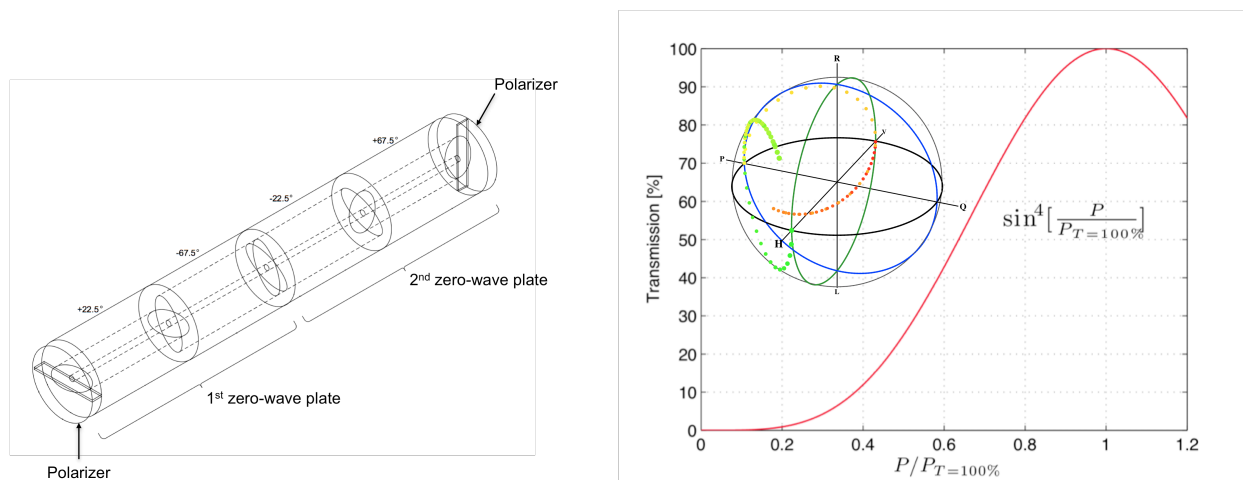 Polarizer
+67.5°
-22.5°
-67.5°
+22.5°
2nd zero-wave plate
1st zero-wave plate
Polarizer
100
90
80
70
60
50
40
30
20
10
0
Transmission [%]
R
V
P
Q
H
L
sin⁴[P/P_{T=100%}]
0
0.2
0.4
0.6
0.8
1
1.2
P/P_{T=100%}